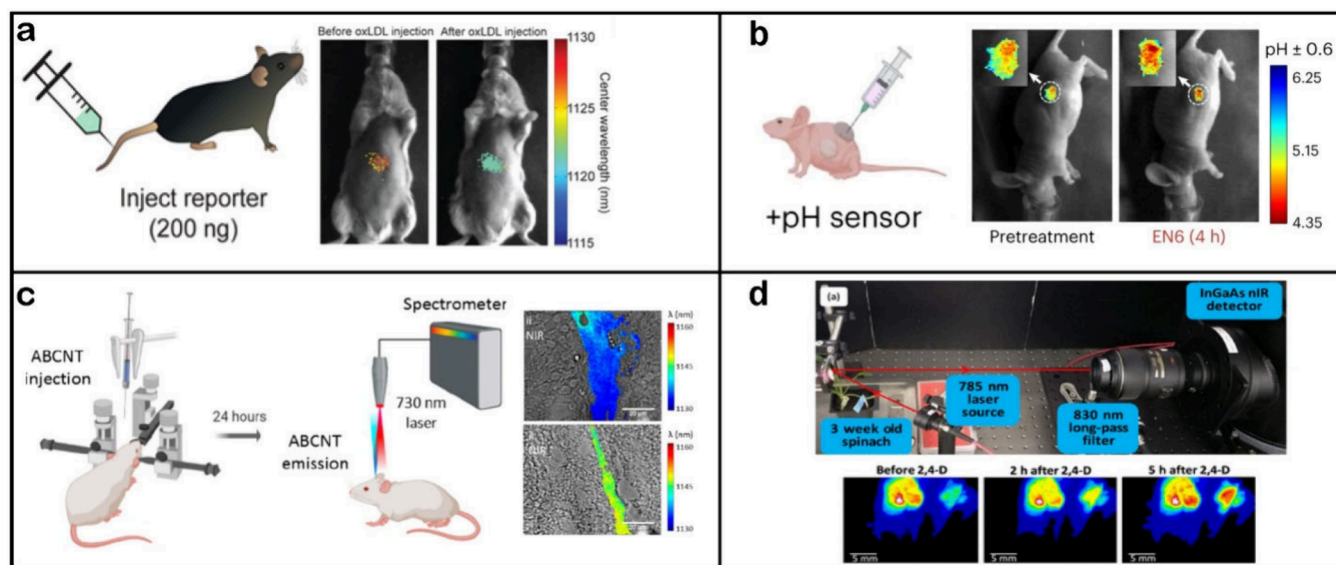 a
Before oxLDL injection
After oxLDL injection
1130
1125
1120
1115
Center wavelength (nm)
Inject reporter
(200 ng)
b
+pH sensor
Pretreatment
EN6 (4 h)
pH ± 0.6
6.25
5.15
4.35
c
ABCNT
injection
24 hours
Spectrometer
730 nm
laser
ABCNT
emission
NIR
λ (nm)
1160
1145
1130
λ (nm)
1160
1145
1130
d
(a)
InGaAs nIR
detector
785 nm
laser
source
830 nm
long-pass
filter
3 week old
spinach
Before 2,4-D
2 h after 2,4-D
5 h after 2,4-D
5 mm
5 mm
5 mm